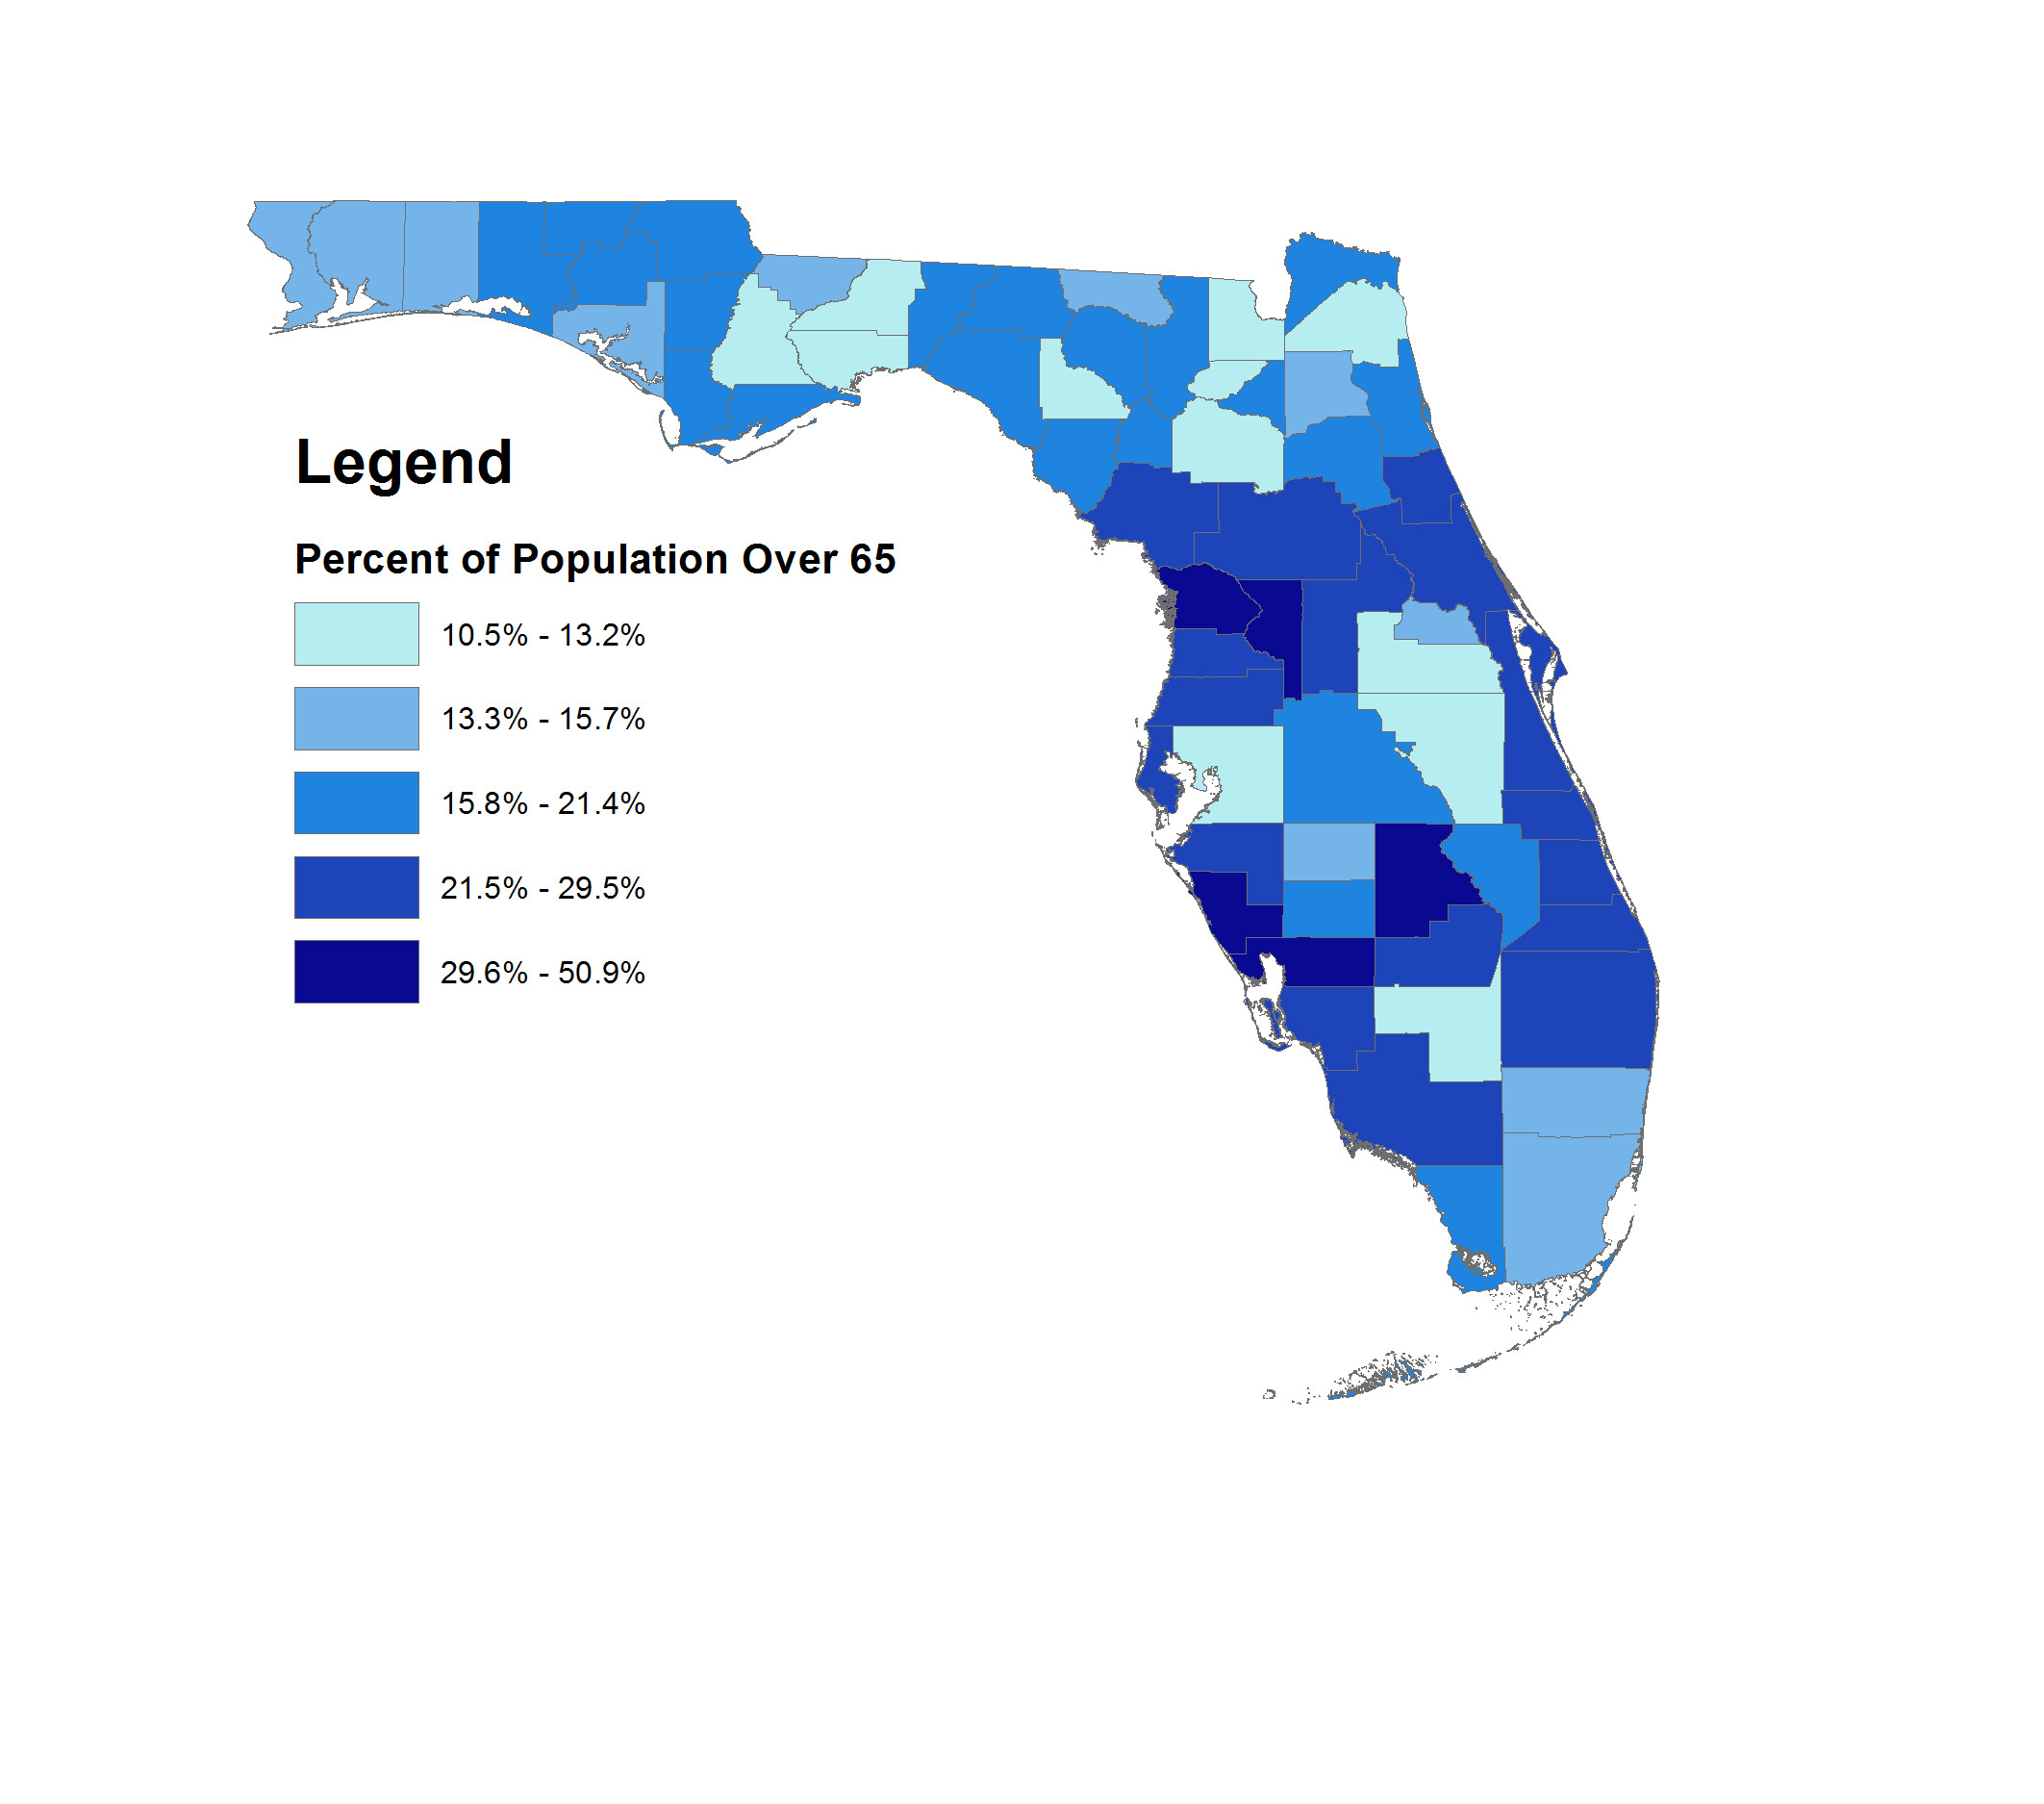 Legend
Percent of Population Over 65
10.5% - 13.2%
13.3% - 15.7%
15.8% - 21.4%
21.5% - 29.5%
29.6% - 50.9%